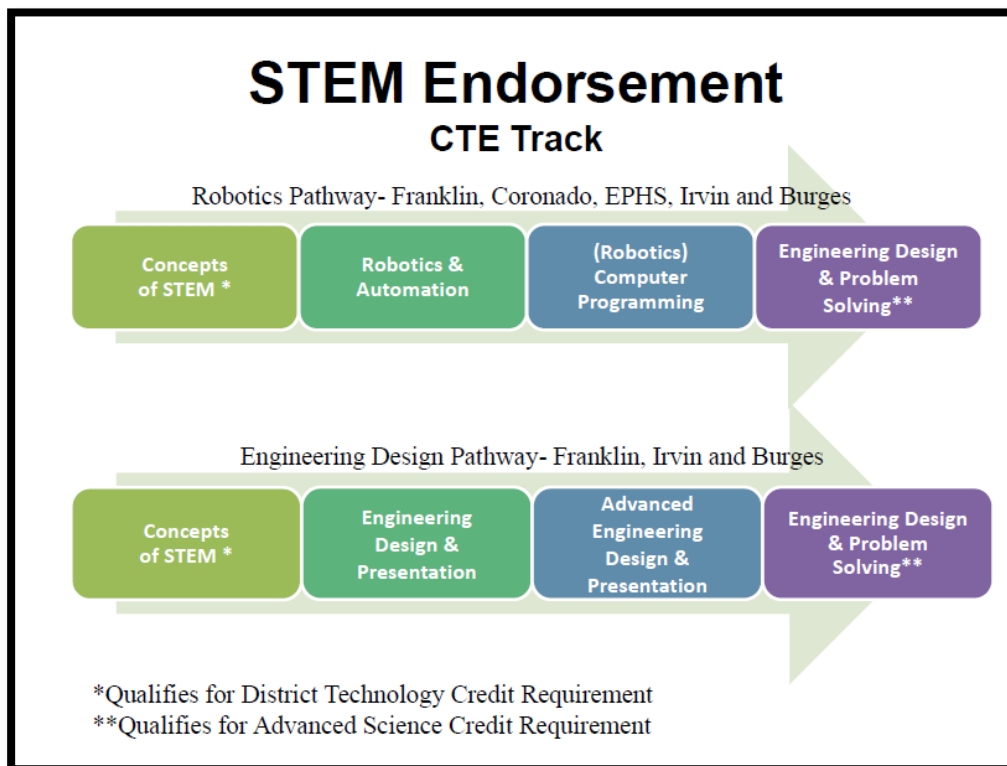 STEM Endorsement
CTE Track
Robotics Pathway- Franklin, Coronado, EPHS, Irvin and Burges
Concepts
of STEM *
Robotics &
Automation
(Robotics)
Computer
Programming
Engineering Design
& Problem
Solving**
Engineering Design Pathway- Franklin, Irvin and Burges
Concepts
of STEM *
Engineering
Design &
Presentation
Advanced
Engineering
Design &
Presentation
Engineering Design
& Problem
Solving**
*Qualifies for District Technology Credit Requirement
**Qualifies for Advanced Science Credit Requirement